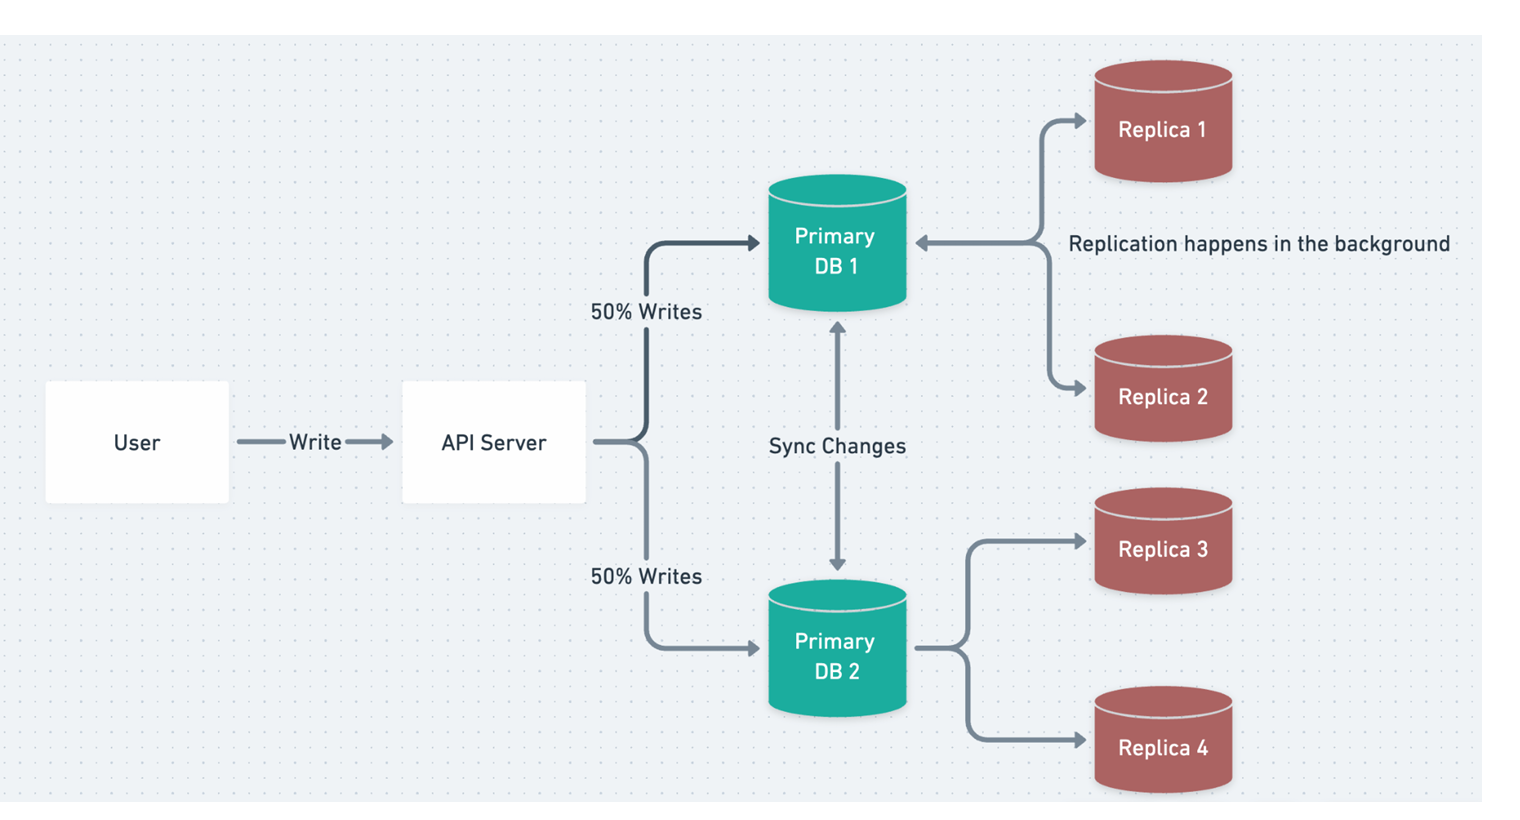 Replica 1
Primary
DB 1
Replication happens in the background
50% Writes
Replica 2
User
Write
API Server
Sync Changes
Replica 3
50% Writes
Primary
DB 2
Replica 4